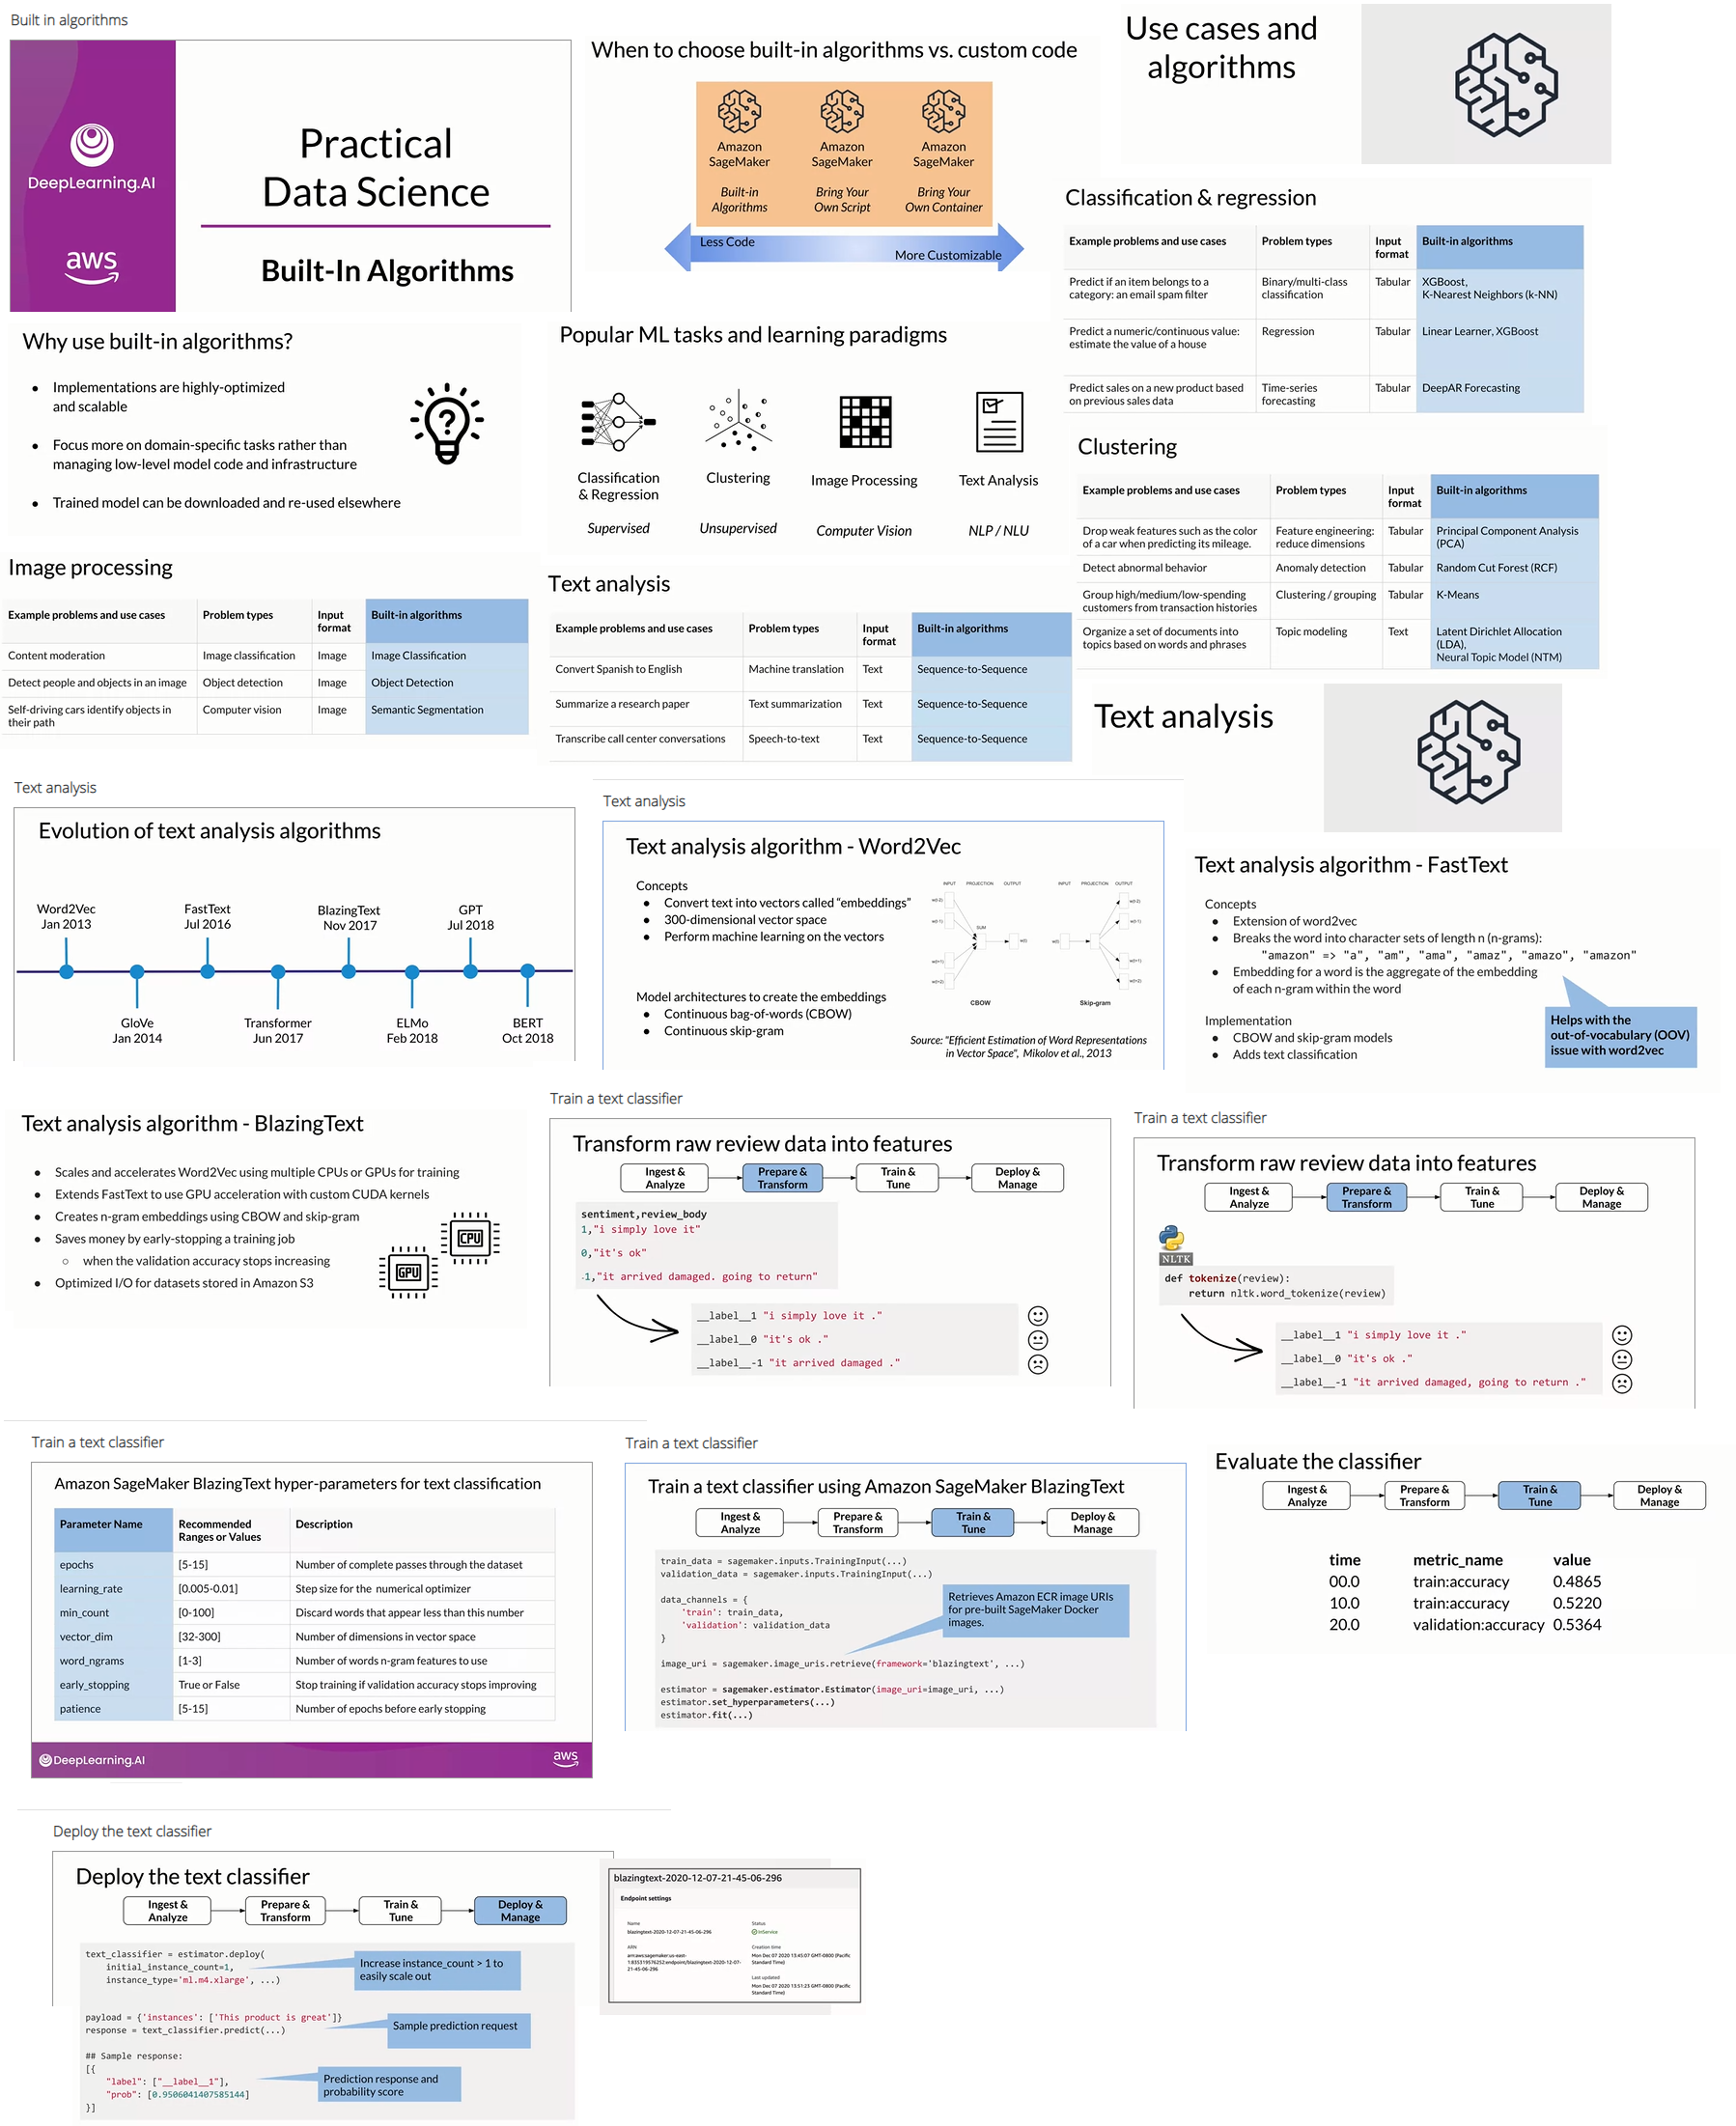 Built in algorithms
DeepLearning.AI
aws
Practical
Data Science
Built-In Algorithms
When to choose built-in algorithms vs. custom code
Amazon
SageMaker
Built-in
Algorithms
Amazon
SageMaker
Bring Your
Own Script
Amazon
SageMaker
Bring Your
Own Container
Less Code
More Customizable
Use cases and
algorithms
Classification & regression
Example problems and use cases
Problem types
Input
format
Built-in algorithms
Predict if an item belongs to a
category: an email spam filter
Binary/multi-class
classification
Tabular
XGBoost,
K-Nearest Neighbors (k-NN)
Predict a numeric/continuous value:
estimate the value of a house
Regression
Tabular
Linear Learner, XGBoost
Predict sales on a new product based
on previous sales data
Time-series
forecasting
Tabular
DeepAR Forecasting
Why use built-in algorithms?
• Implementations are highly-optimized
and scalable
• Focus more on domain-specific tasks rather than
managing low-level model code and infrastructure
• Trained model can be downloaded and re-used elsewhere
Popular ML tasks and learning paradigms
Classification
& Regression
Supervised
Clustering
Unsupervised
Image Processing
Computer Vision
Text Analysis
NLP / NLU
Clustering
Example problems and use cases
Problem types
Input
format
Built-in algorithms
Drop weak features such as the color
of a car when predicting its mileage.
Feature engineering:
reduce dimensions
Tabular
Principal Component Analysis
(PCA)
Detect abnormal behavior
Anomaly detection
Tabular
Random Cut Forest (RCF)
Group high/medium/low-spending
customers from transaction histories
Clustering / grouping
Tabular
K-Means
Organize a set of documents into
topics based on words and phrases
Topic modeling
Text
Latent Dirichlet Allocation
(LDA),
Neural Topic Model (NTM)
Image processing
Example problems and use cases
Problem types
Input
format
Built-in algorithms
Content moderation
Image classification
Image
Image Classification
Detect people and objects in an image
Object detection
Image
Object Detection
Self-driving cars identify objects in
their path
Computer vision
Image
Semantic Segmentation
Text analysis
Example problems and use cases
Problem types
Input
format
Built-in algorithms
Convert Spanish to English
Machine translation
Text
Sequence-to-Sequence
Summarize a research paper
Text summarization
Text
Sequence-to-Sequence
Transcribe call center conversations
Speech-to-text
Text
Sequence-to-Sequence
Text analysis
Text analysis
Evolution of text analysis algorithms
Word2Vec
Jan 2013
FastText
Jul 2016
BlazingText
Nov 2017
GPT
Jul 2018
GloVe
Jan 2014
Transformer
Jun 2017
ELMo
Feb 2018
BERT
Oct 2018
Text analysis
Text analysis algorithm - Word2Vec
Concepts
• Convert text into vectors called "embeddings"
• 300-dimensional vector space
• Perform machine learning on the vectors
Model architectures to create the embeddings
• Continuous bag-of-words (CBOW)
• Continuous skip-gram
INPUT PROJECTION OUTPUT
w(t-2)
w(t-1)
SUM
w(t)
w(t+1)
w(t+2)
CBOW
INPUT PROJECTION OUTPUT
w(t-2)
w(t-1)
w(t)
w(t+1)
w(t+2)
Skip-gram
Source: "Efficient Estimation of Word Representations
in Vector Space", Mikolov et al., 2013
Text analysis algorithm - FastText
Concepts
• Extension of word2vec
• Breaks the word into character sets of length n (n-grams):
"amazon" => "a", "am", "ama", "amaz", "amazo", "amazon"
• Embedding for a word is the aggregate of the embedding
of each n-gram within the word
Implementation
• CBOW and skip-gram models
• Adds text classification
Helps with the
out-of-vocabulary (OOV)
issue with word2vec
Text analysis algorithm - BlazingText
• Scales and accelerates Word2Vec using multiple CPUs or GPUs for training
• Extends FastText to use GPU acceleration with custom CUDA kernels
• Creates n-gram embeddings using CBOW and skip-gram
• Saves money by early-stopping a training job
○ when the validation accuracy stops increasing
• Optimized I/O for datasets stored in Amazon S3
CPU
GPU
Train a text classifier
Transform raw review data into features
Ingest &
Analyze
Prepare &
Transform
Train &
Tune
Deploy &
Manage
sentiment,review_body
1,"i simply love it"
0,"it's ok"
-1,"it arrived damaged. going to return"
__label__1 "i simply love it ."
__label__0 "it's ok ."
__label__-1 "it arrived damaged ."
Train a text classifier
Transform raw review data into features
Ingest &
Analyze
Prepare &
Transform
Train &
Tune
Deploy &
Manage
NLTK
def tokenize(review):
return nltk.word_tokenize(review)
__label__1 "i simply love it ."
__label__0 "it's ok ."
__label__-1 "it arrived damaged, going to return ."
Train a text classifier
Amazon SageMaker BlazingText hyper-parameters for text classification
Parameter Name
Recommended
Ranges or Values
Description
epochs
[5-15]
Number of complete passes through the dataset
learning_rate
[0.005-0.01]
Step size for the numerical optimizer
min_count
[0-100]
Discard words that appear less than this number
vector_dim
[32-300]
Number of dimensions in vector space
word_ngrams
[1-3]
Number of words n-gram features to use
early_stopping
True or False
Stop training if validation accuracy stops improving
patience
[5-15]
Number of epochs before early stopping
DeepLearning.AI
aws
Train a text classifier
Train a text classifier using Amazon SageMaker BlazingText
Ingest &
Analyze
Prepare &
Transform
Train &
Tune
Deploy &
Manage
train_data = sagemaker.inputs.TrainingInput(...)
validation_data = sagemaker.inputs.TrainingInput(...)
data_channels = {
'train': train_data,
'validation': validation_data
}
image_uri = sagemaker.image_uris.retrieve(framework='blazingtext', ...)
estimator = sagemaker.estimator.Estimator(image_uri=image_uri, ...)
estimator.set_hyperparameters(...)
estimator.fit(...)
Retrieves Amazon ECR image URIs
for pre-built SageMaker Docker
images.
Evaluate the classifier
Ingest &
Analyze
Prepare &
Transform
Train &
Tune
Deploy &
Manage
time metric_name value
00.0 train:accuracy 0.4865
10.0 train:accuracy 0.5220
20.0 validation:accuracy 0.5364
Deploy the text classifier
Deploy the text classifier
Ingest &
Analyze
Prepare &
Transform
Train &
Tune
Deploy &
Manage
text_classifier = estimator.deploy(
initial_instance_count=1,
instance_type='ml.m4.xlarge', ...)
Increase instance_count > 1 to
easily scale out
payload = {'instances': ['This product is great']}
response = text_classifier.predict(...)
Sample prediction request
## Sample response:
[{
"label": ["__label__1"],
"prob": [0.9506041407585144]
}]
Prediction response and
probability score
blazingtext-2020-12-07-21-45-06-296
Endpoint settings
Name
blazingtext-2020-12-07-21-45-06-296
ARN
arn:aws:sagemaker:us-east-
1:835319576252:endpoint/blazingtext-2020-12-07-
21-45-06-296
Status
InService
Creation time
Mon Dec 07 2020 13:45:07 GMT-0800 (Pacific
Standard Time)
Last updated
Mon Dec 07 2020 13:51:23 GMT-0800 (Pacific
Standard Time)